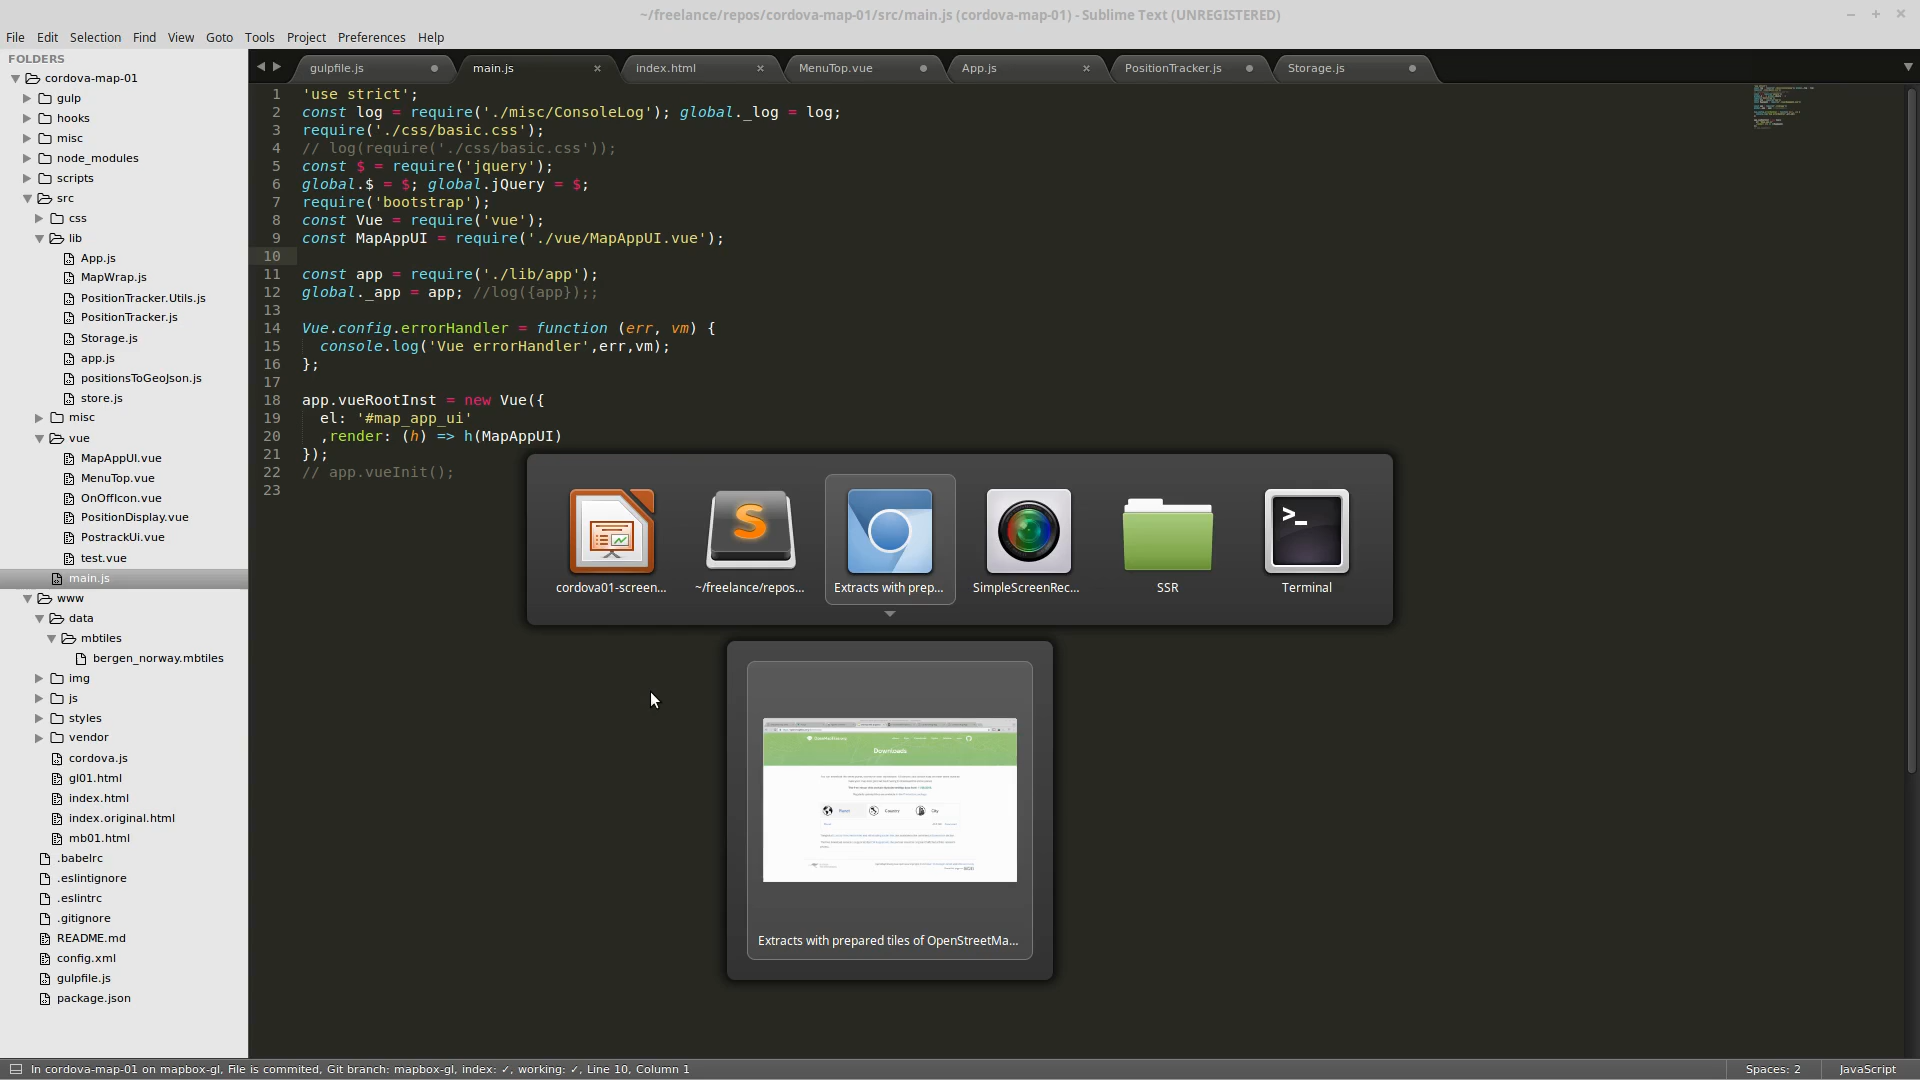 ~/freelance/repos/cordova-map-01/src/main.js (cordova-map-01) - Sublime Text (UNREGISTERED)
File Edit Selection Find View Goto Tools Project Preferences Help
FOLDERS
cordova-map-01
gulp
hooks
misc
node_modules
scripts
src
css
lib
App.js
MapWrap.js
PositionTracker.Utils.js
PositionTracker.js
Storage.js
app.js
positionsToGeoJson.js
store.js
misc
vue
MapAppUI.vue
MenuTop.vue
OnOffIcon.vue
PositionDisplay.vue
PostrackUi.vue
test.vue
main.js
www
data
mbtiles
bergen_norway.mbtiles
img
js
styles
vendor
cordova.js
gl01.html
index.html
index.original.html
mb01.html
.babelrc
.eslintignore
.eslintrc
.gitignore
README.md
config.xml
gulpfile.js
package.json
gulpfile.js main.js index.html MenuTop.vue App.js PositionTracker.js Storage.js
1 'use strict';
2 const log = require('./misc/ConsoleLog'); global._log = log;
3 require('./css/basic.css');
4 // log(require('./css/basic.css'));
5 const $ = require('jquery');
6 global.$ = $; global.jQuery = $;
7 require('bootstrap');
8 const Vue = require('vue');
9 const MapAppUI = require('./vue/MapAppUI.vue');
10
11 const app = require('./lib/app');
12 global._app = app; //log({app});;
13
14 Vue.config.errorHandler = function (err, vm) {
15 console.log('Vue errorHandler',err,vm);
16 };
17
18 app.vueRootInst = new Vue({
19 el: '#map_app_ui'
20 ,render: (h) => h(MapAppUI)
21 });
22 // app.vueInit();
23
cordova01-screen... ~/freelance/repos... Extracts with prep... SimpleScreenRec... SSR Terminal
Downloads
Extracts with prepared tiles of OpenStreetMa...
In cordova-map-01 on mapbox-gl, File is commited, Git branch: mapbox-gl, index: ✓, working: ✓, Line 10, Column 1 Spaces: 2 JavaScript